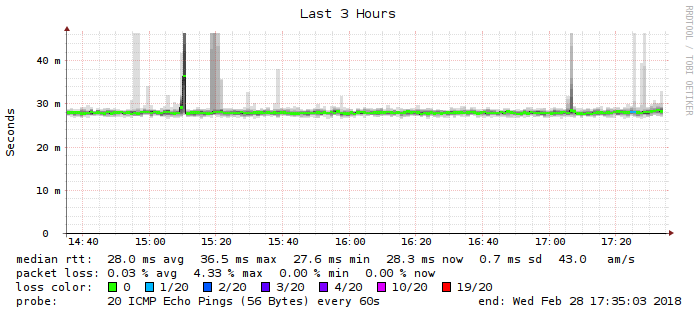 Last 3 Hours
RRDTOOL / TOBI OETIKER
Seconds
40 m
30 m
20 m
10 m
0
14:40 15:00 15:20 15:40 16:00 16:20 16:40 17:00 17:20
median rtt: 28.0 ms avg 36.5 ms max 27.6 ms min 28.3 ms now 0.7 ms sd 43.0 am/s
packet loss: 0.03 % avg 4.33 % max 0.00 % min 0.00 % now
loss color: 0 1/20 2/20 3/20 4/20 10/20 19/20
probe: 20 ICMP Echo Pings (56 Bytes) every 60s end: Wed Feb 28 17:35:03 2018